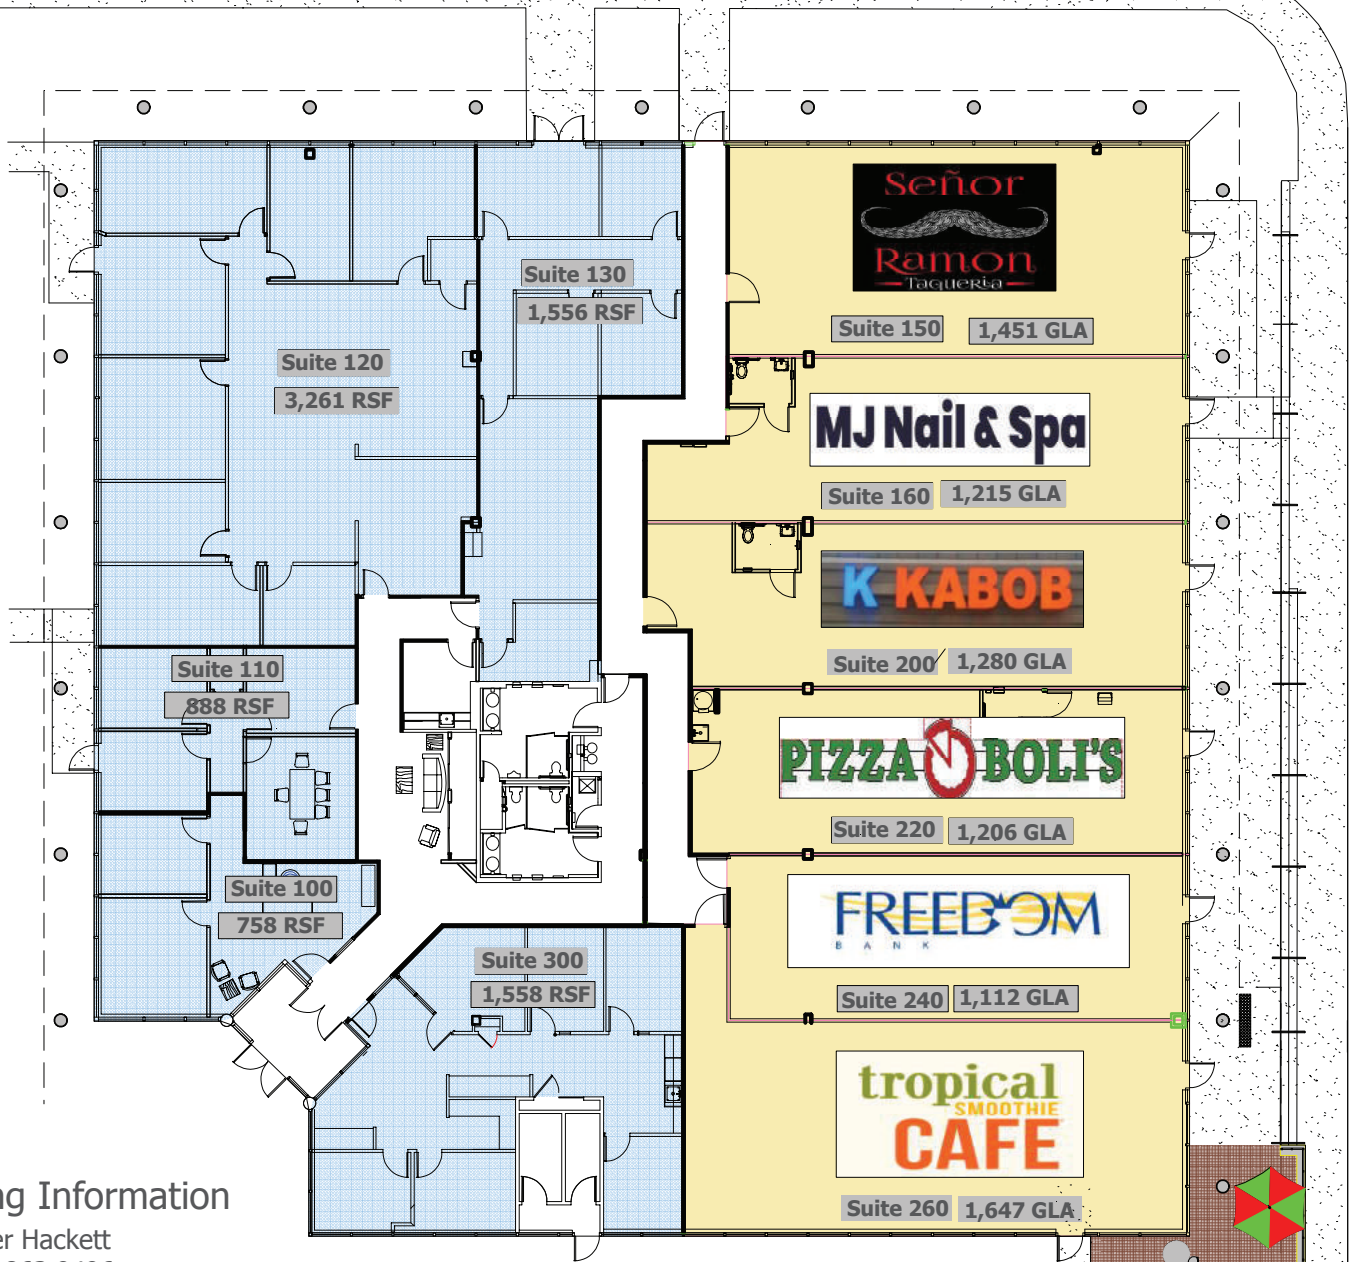 Señor
Ramon
Taqueria
Suite 150 1,451 GLA
Suite 130
1,556 RSF
Suite 120
3,261 RSF
MJ Nail & Spa
Suite 160 1,215 GLA
K KABOB
Suite 200 1,280 GLA
Suite 110
888 RSF
PIZZA BOLI'S
Suite 220 1,206 GLA
Suite 100
758 RSF
FREEDOM
BANK
Suite 240 1,112 GLA
Suite 300
1,558 RSF
tropical
SMOOTHIE
CAFE
Suite 260 1,647 GLA
Information
Hackett